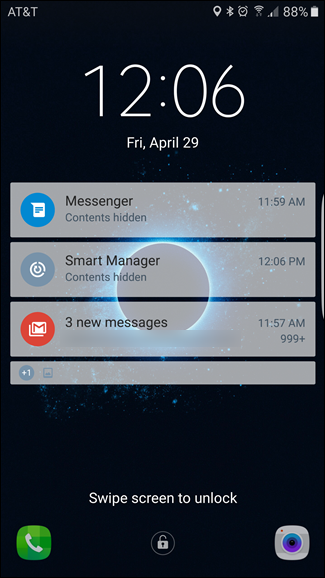 AT&T 88%
12:06
Fri, April 29
Messenger 11:59 AM
Contents hidden
Smart Manager 12:06 PM
Contents hidden
3 new messages 11:57 AM
999+
+1
Swipe screen to unlock